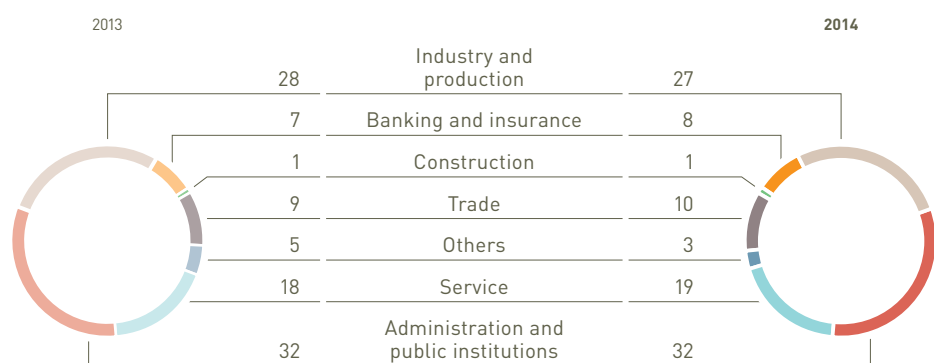 2013 2014
Industry and
28 production 27
7 Banking and insurance 8
1 Construction 1
9 Trade 10
5 Others 3
18 Service 19
Administration and
32 public institutions 32